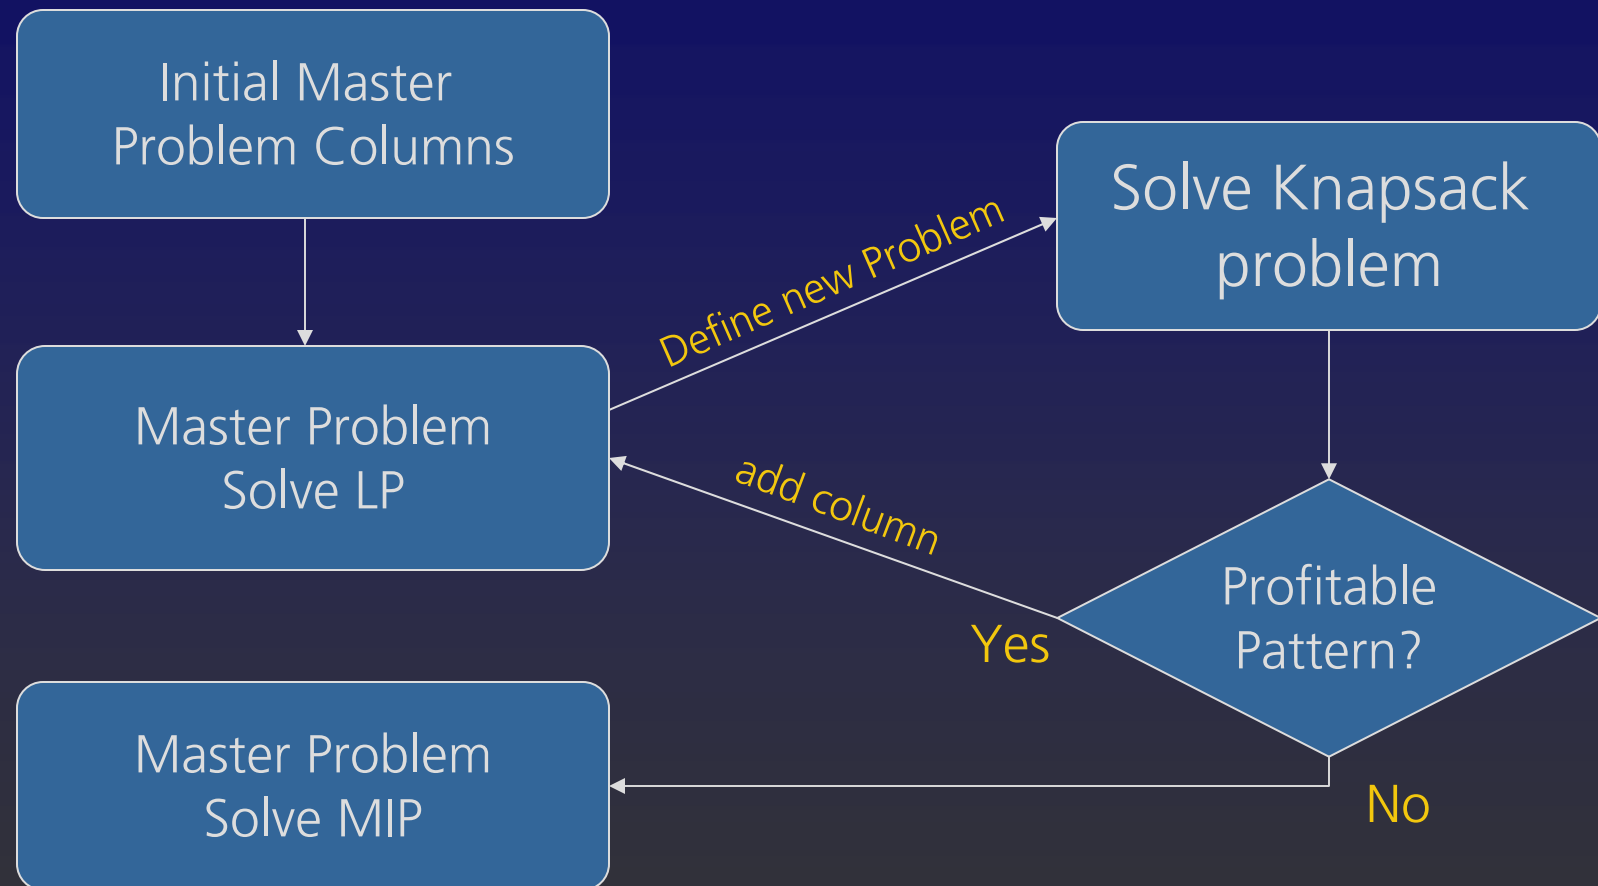 Initial Master
Problem Columns
Solve Knapsack
problem
Define new Problem
Master Problem
Solve LP
add column
Profitable
Pattern?
Yes
Master Problem
Solve MIP
No